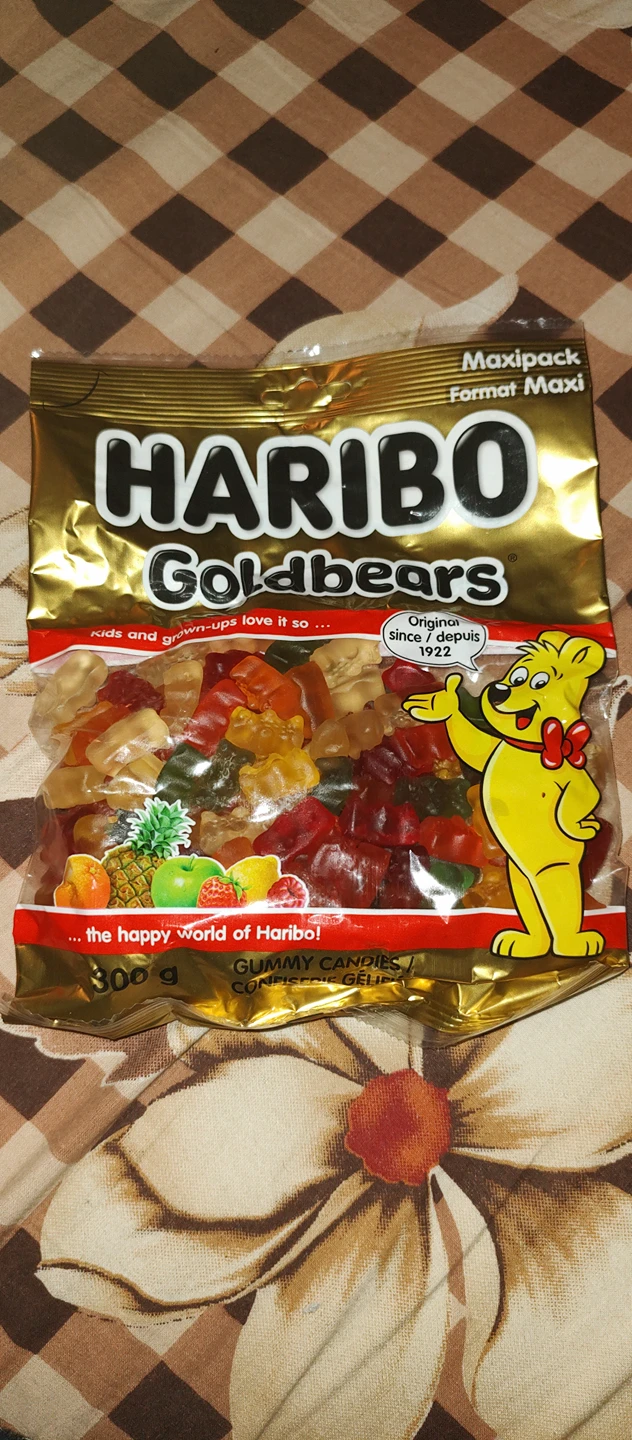 Maxipack
Format Maxi
HARIBO
Goldbears®
Kids and grown-ups love it so ...
Original
since / depuis
1922
... the happy world of Haribo!
300 g
GUMMY CANDIES /
CONFISERIE